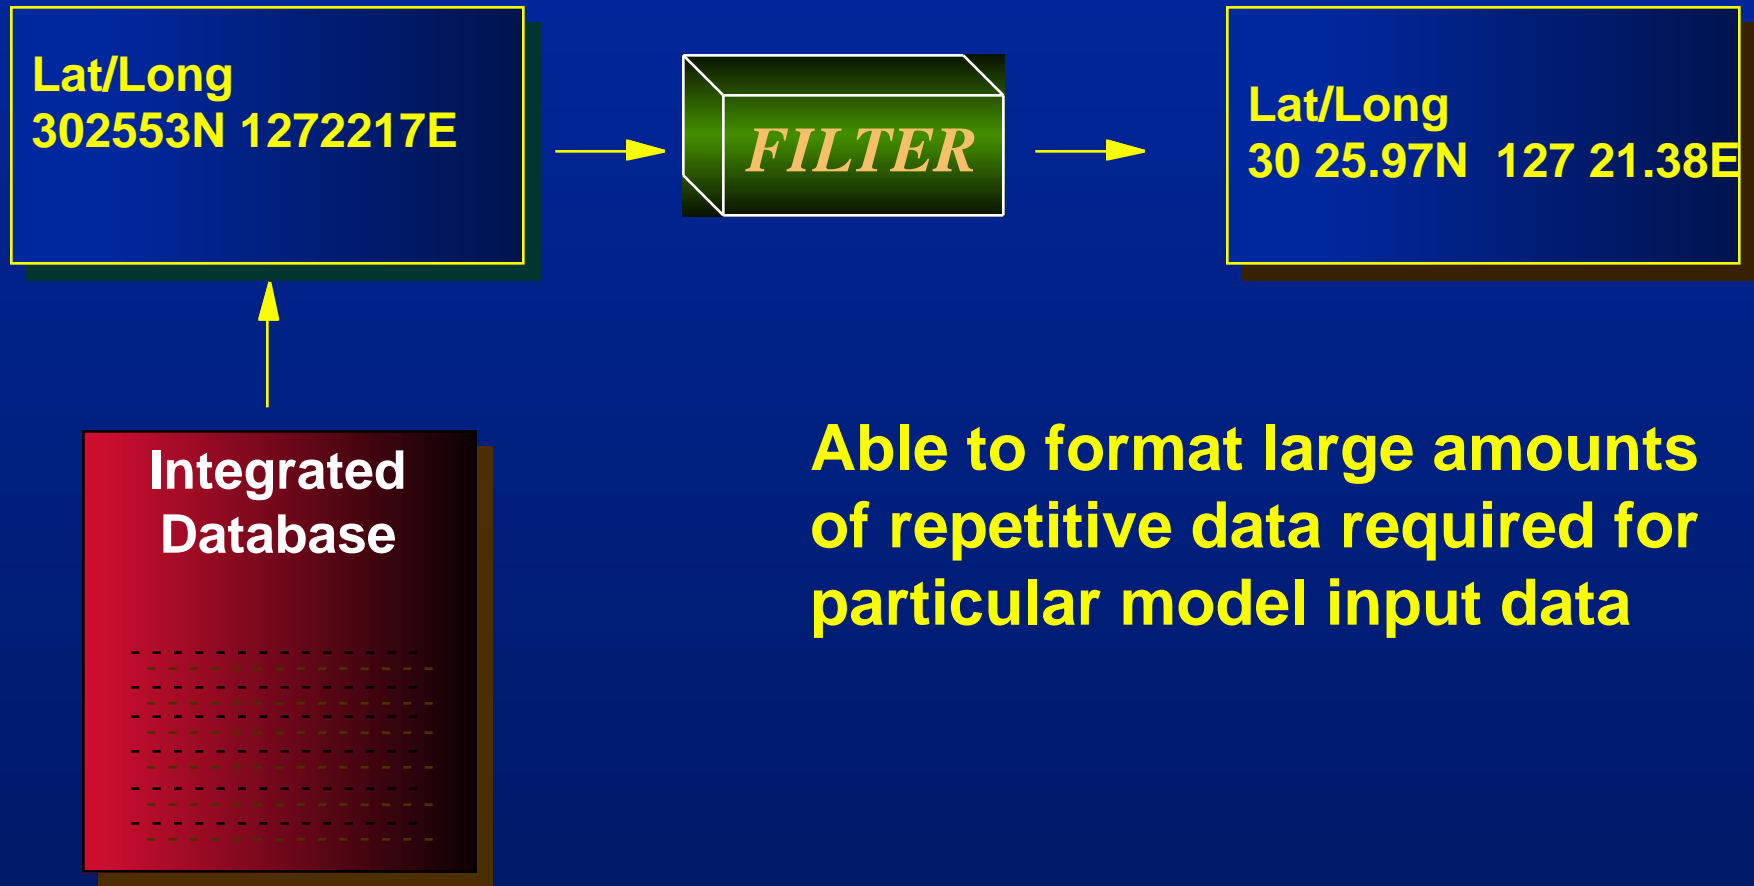 Lat/Long
302553N 1272217E
FILTER
Lat/Long
30 25.97N  127 21.38E
Integrated
Database
Able to format large amounts
of repetitive data required for
particular model input data